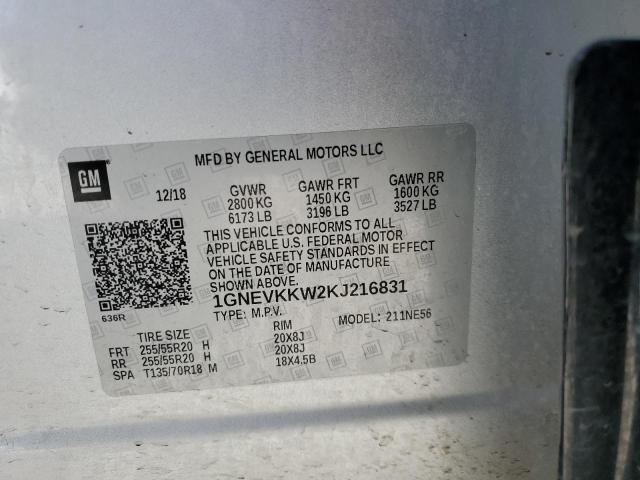 MFD BY GENERAL MOTORS LLC
GM
12/18 GVWR GAWR FRT GAWR RR
2800 KG 1450 KG 1600 KG
6173 LB 3196 LB 3527 LB
THIS VEHICLE CONFORMS TO ALL
APPLICABLE U.S. FEDERAL MOTOR
VEHICLE SAFETY STANDARDS IN EFFECT
ON THE DATE OF MANUFACTURE
SHOWN ABOVE.
1GNEVKKW2KJ216831
636R
TYPE: M.P.V. MODEL: 211NE56
TIRE SIZE RIM
FRT 255/55R20 H 20X8J
RR 255/55R20 H 20X8J
SPA T135/70R18 M 18X4.5B